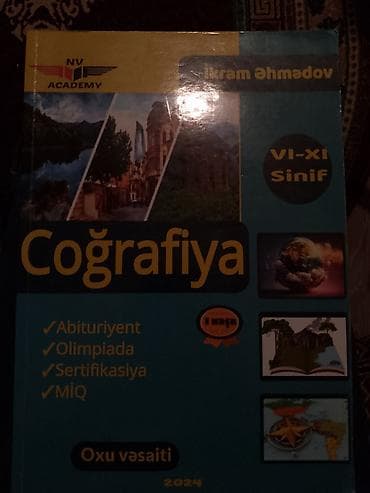 NV
ACADEMY
İkram Əhmədov
VI-XI
Sinif
Coğrafiya
✓Abituriyent
✓Olimpiada
✓Sertifikasiya
✓MİQ
Oxu vəsaiti
2024